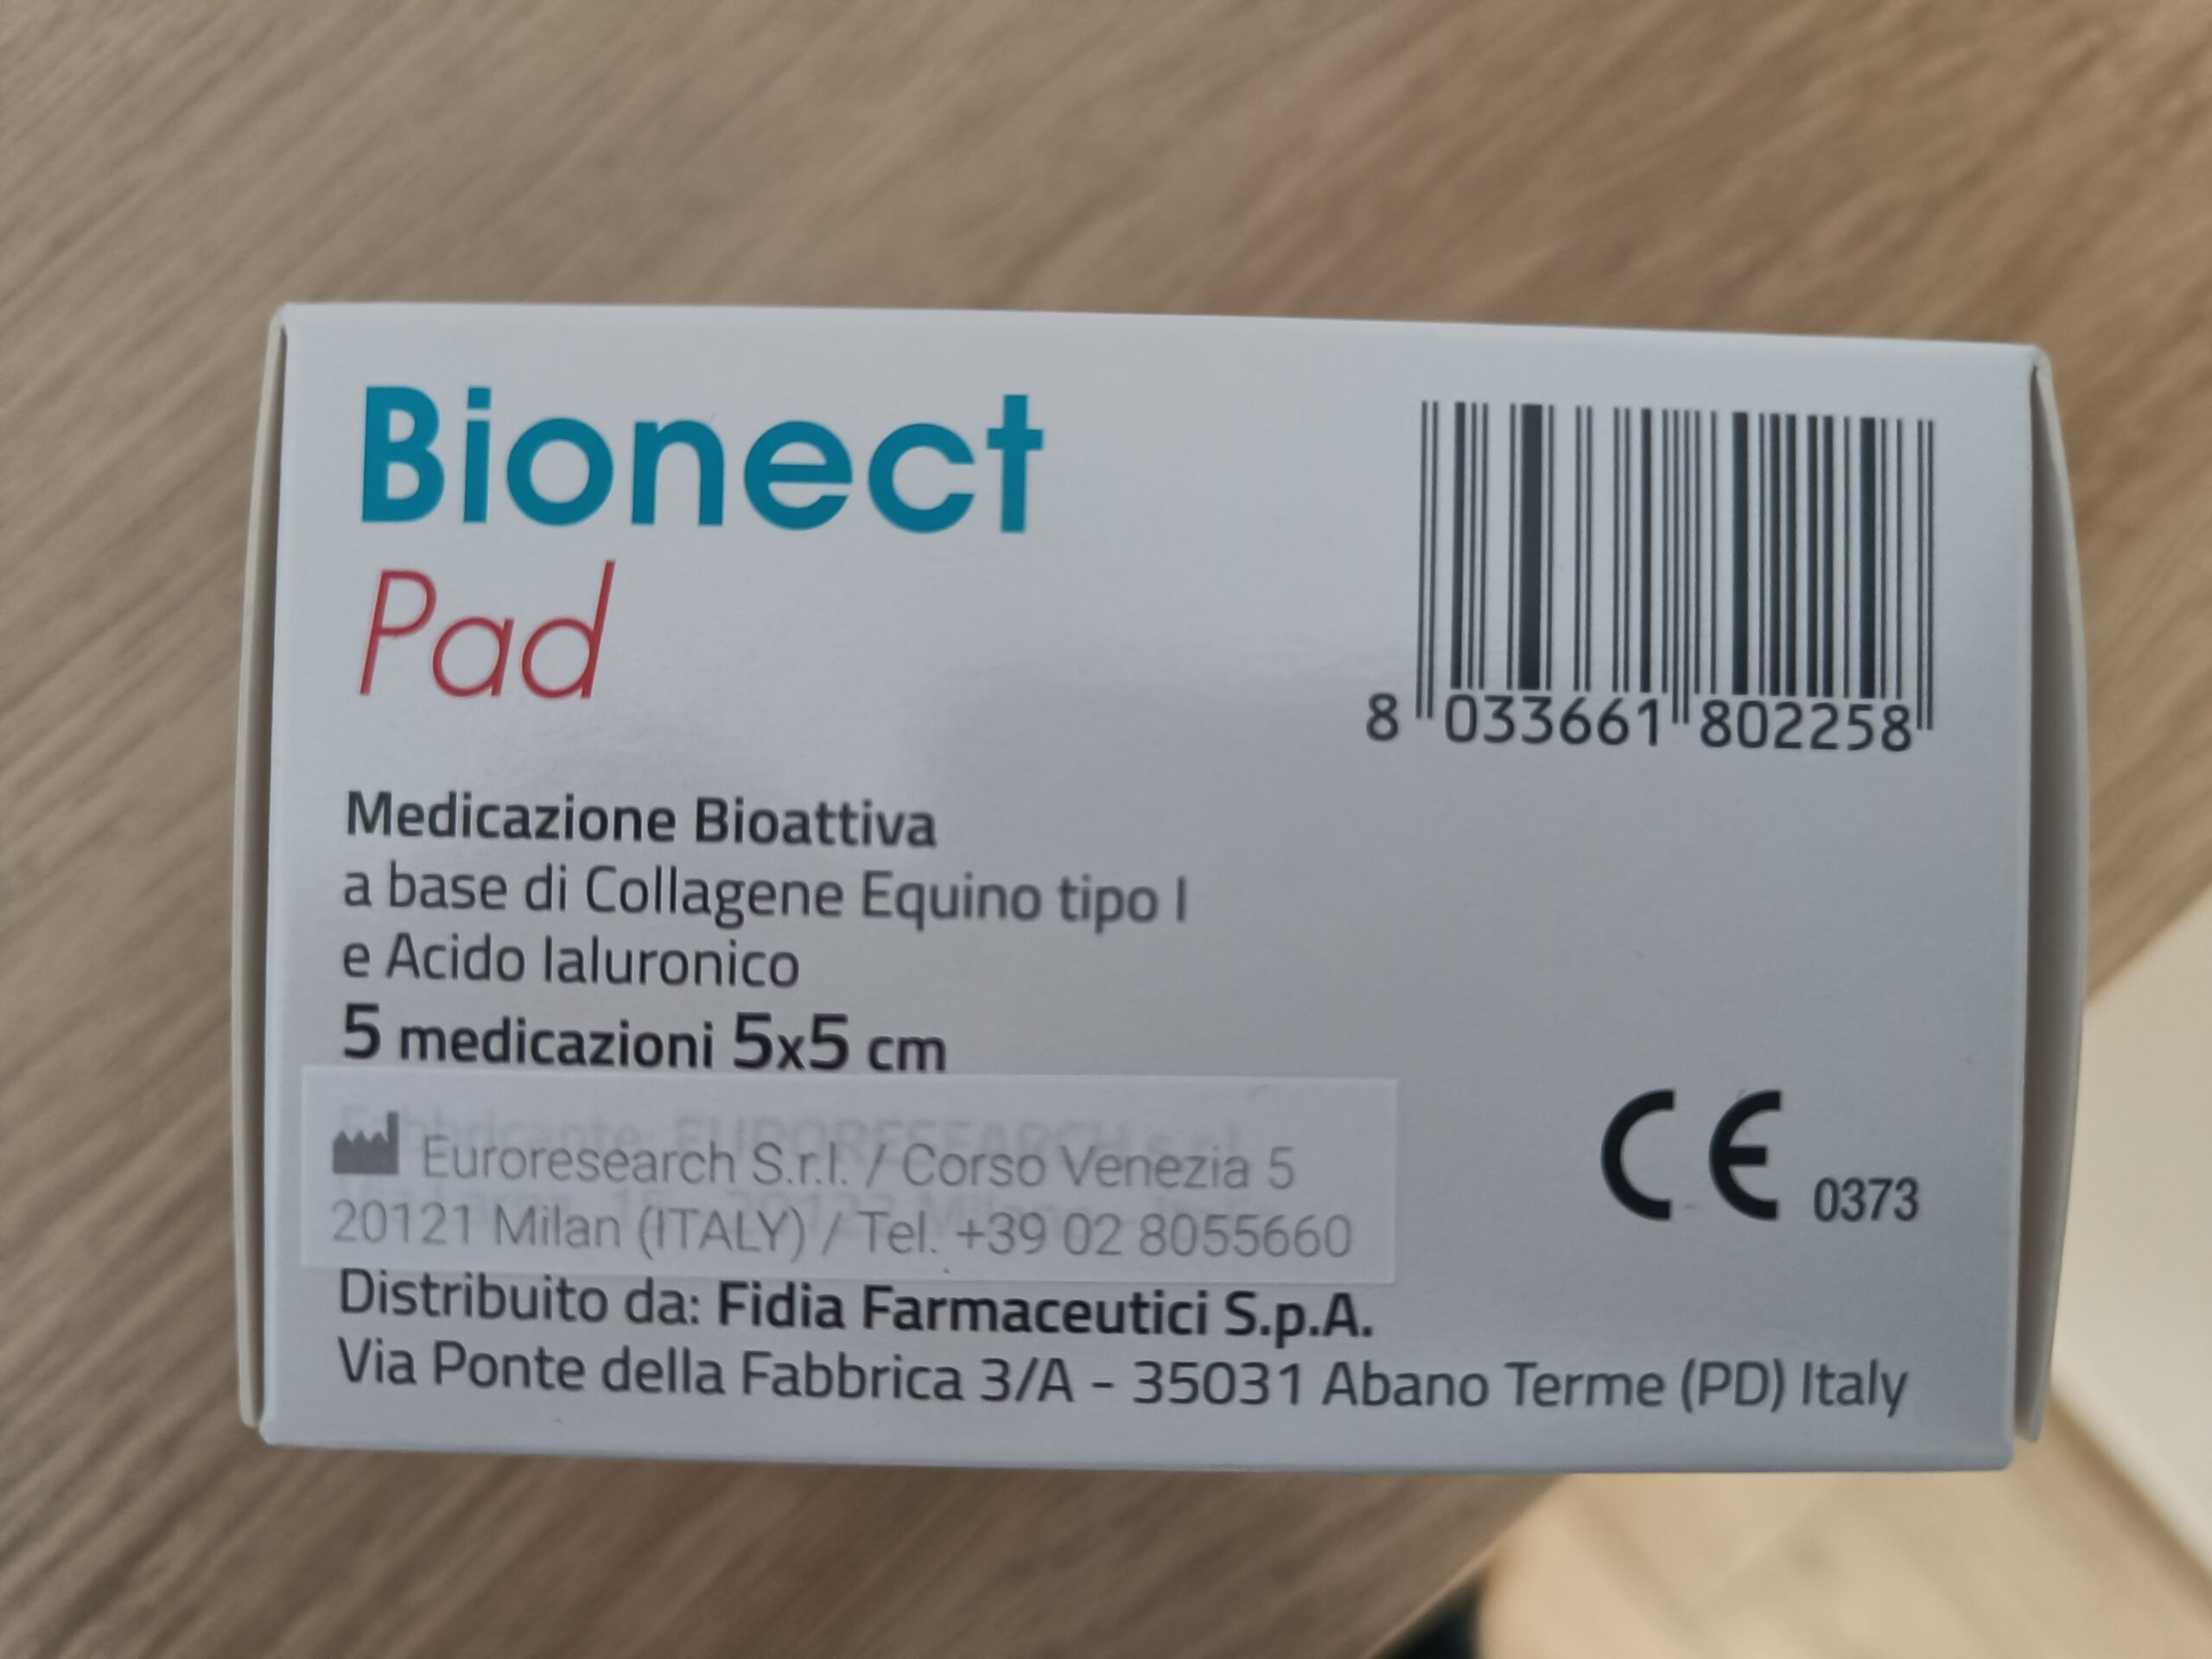 Bionect
Pad
8 033661 802258
Medicazione Bioattiva
a base di Collagene Equino tipo I
e Acido Ialuronico
5 medicazioni 5x5 cm
Euroresearch S.r.l. / Corso Venezia 5
20121 Milan (ITALY) / Tel. +39 02 8055660
CE 0373
Distribuito da: Fidia Farmaceutici S.p.A.
Via Ponte della Fabbrica 3/A - 35031 Abano Terme (PD) Italy